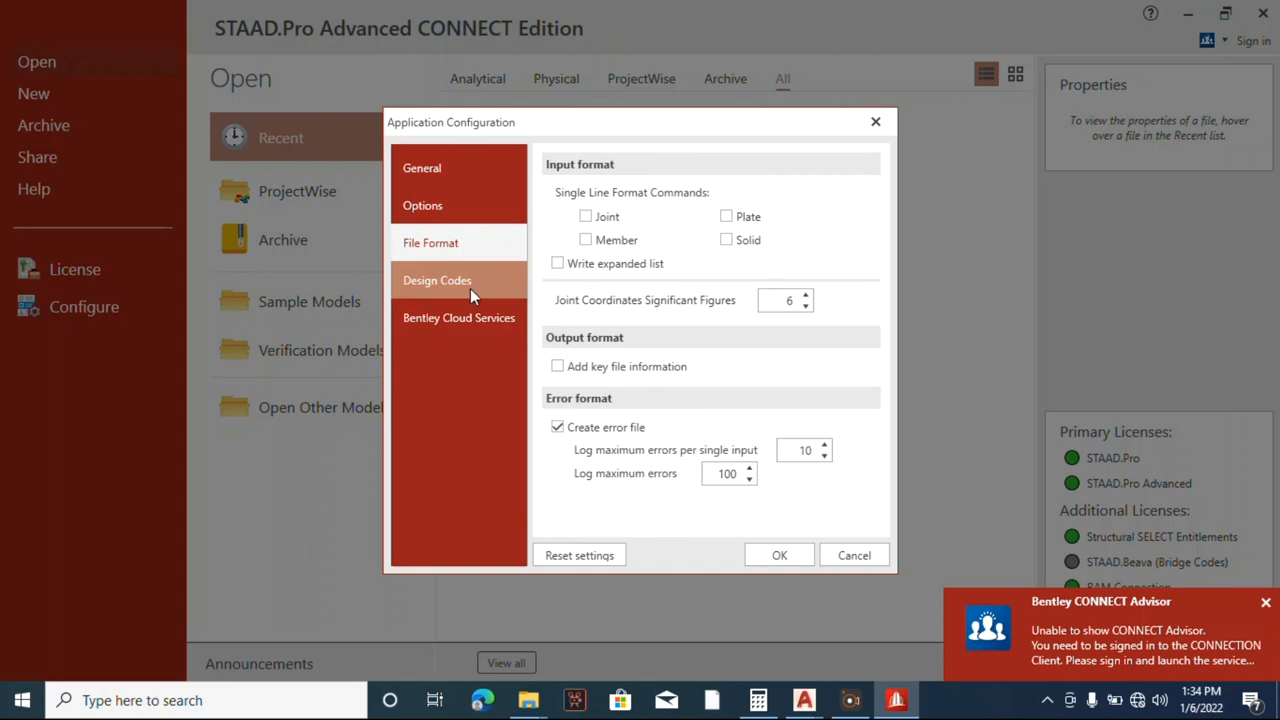 STAAD.Pro Advanced CONNECT Edition
Sign in
Open
New
Archive
Share
Help
License
Configure
Open
Analytical
Physical
ProjectWise
Archive
All
Recent
ProjectWise
Archive
Sample Models
Verification Models
Open Other Model
Announcements
View all
Application Configuration
General
Options
File Format
Design Codes
Bentley Cloud Services
Input format
Single Line Format Commands:
Joint
Plate
Member
Solid
Write expanded list
Joint Coordinates Significant Figures
6
Output format
Add key file information
Error format
Create error file
Log maximum errors per single input
10
Log maximum errors
100
Reset settings
OK
Cancel
Properties
To view the properties of a file, hover
over a file in the Recent list.
Primary Licenses:
STAAD.Pro
STAAD.Pro Advanced
Additional Licenses:
Structural SELECT Entitlements
STAAD.Beava (Bridge Codes)
RAM Connection
Bentley CONNECT Advisor
Unable to show CONNECT Advisor.
You need to be signed in to the CONNECTION
Client. Please sign in and launch the service...
Type here to search
1:34 PM
1/6/2022
7